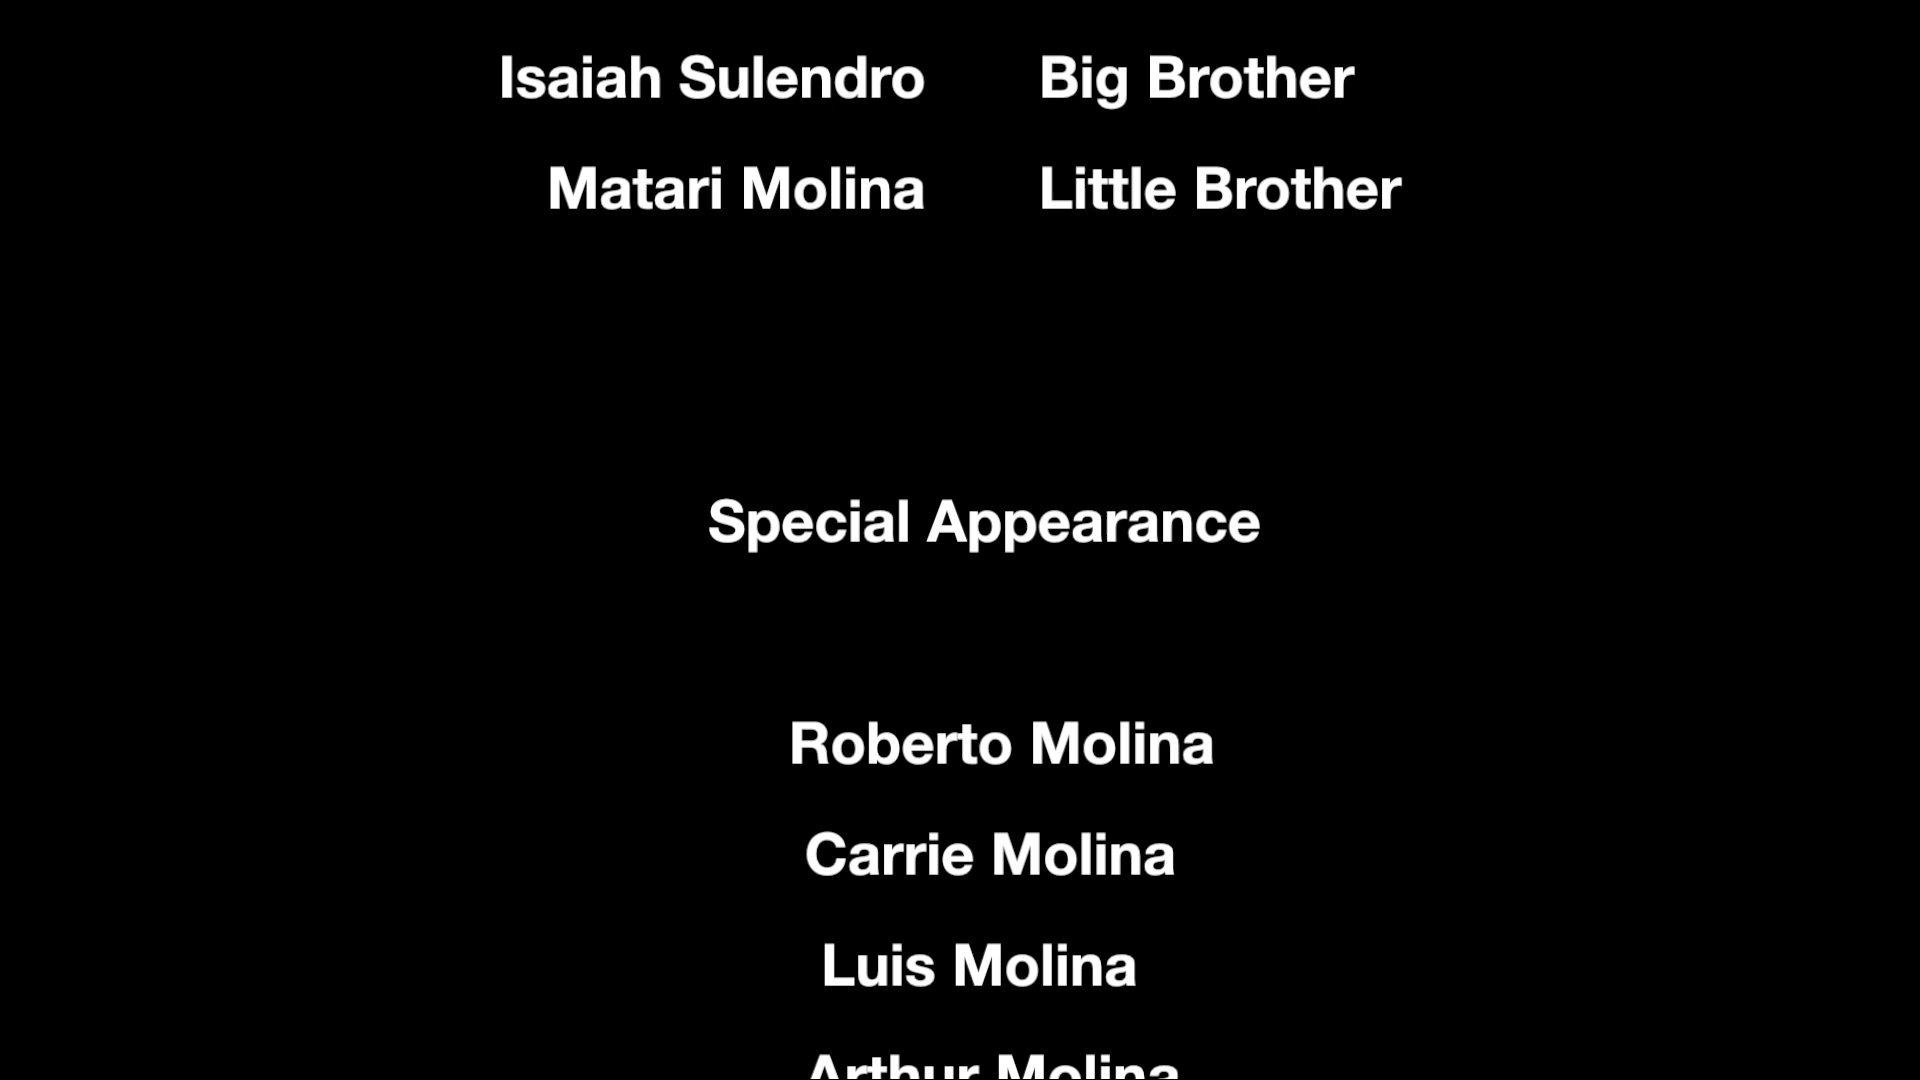 Isaiah Sulendro Big Brother
Matari Molina Little Brother
Special Appearance
Roberto Molina
Carrie Molina
Luis Molina
Arthur Molina